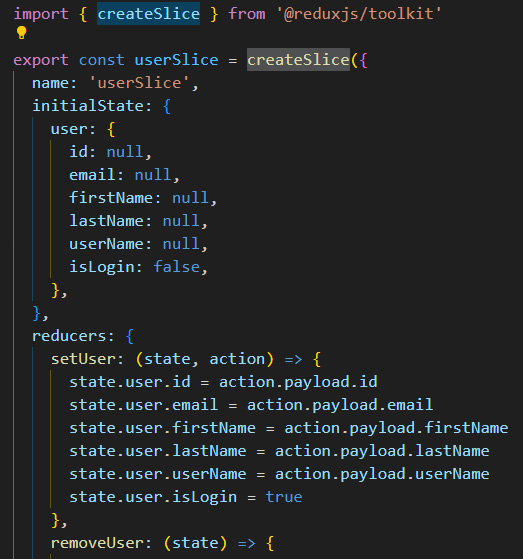 import { createSlice } from '@reduxjs/toolkit'
export const userSlice = createSlice({
name: 'userSlice',
initialState: {
user: {
id: null,
email: null,
firstName: null,
lastName: null,
userName: null,
isLogin: false,
},
},
reducers: {
setUser: (state, action) => {
state.user.id = action.payload.id
state.user.email = action.payload.email
state.user.firstName = action.payload.firstName
state.user.lastName = action.payload.lastName
state.user.userName = action.payload.userName
state.user.isLogin = true
},
removeUser: (state) => {